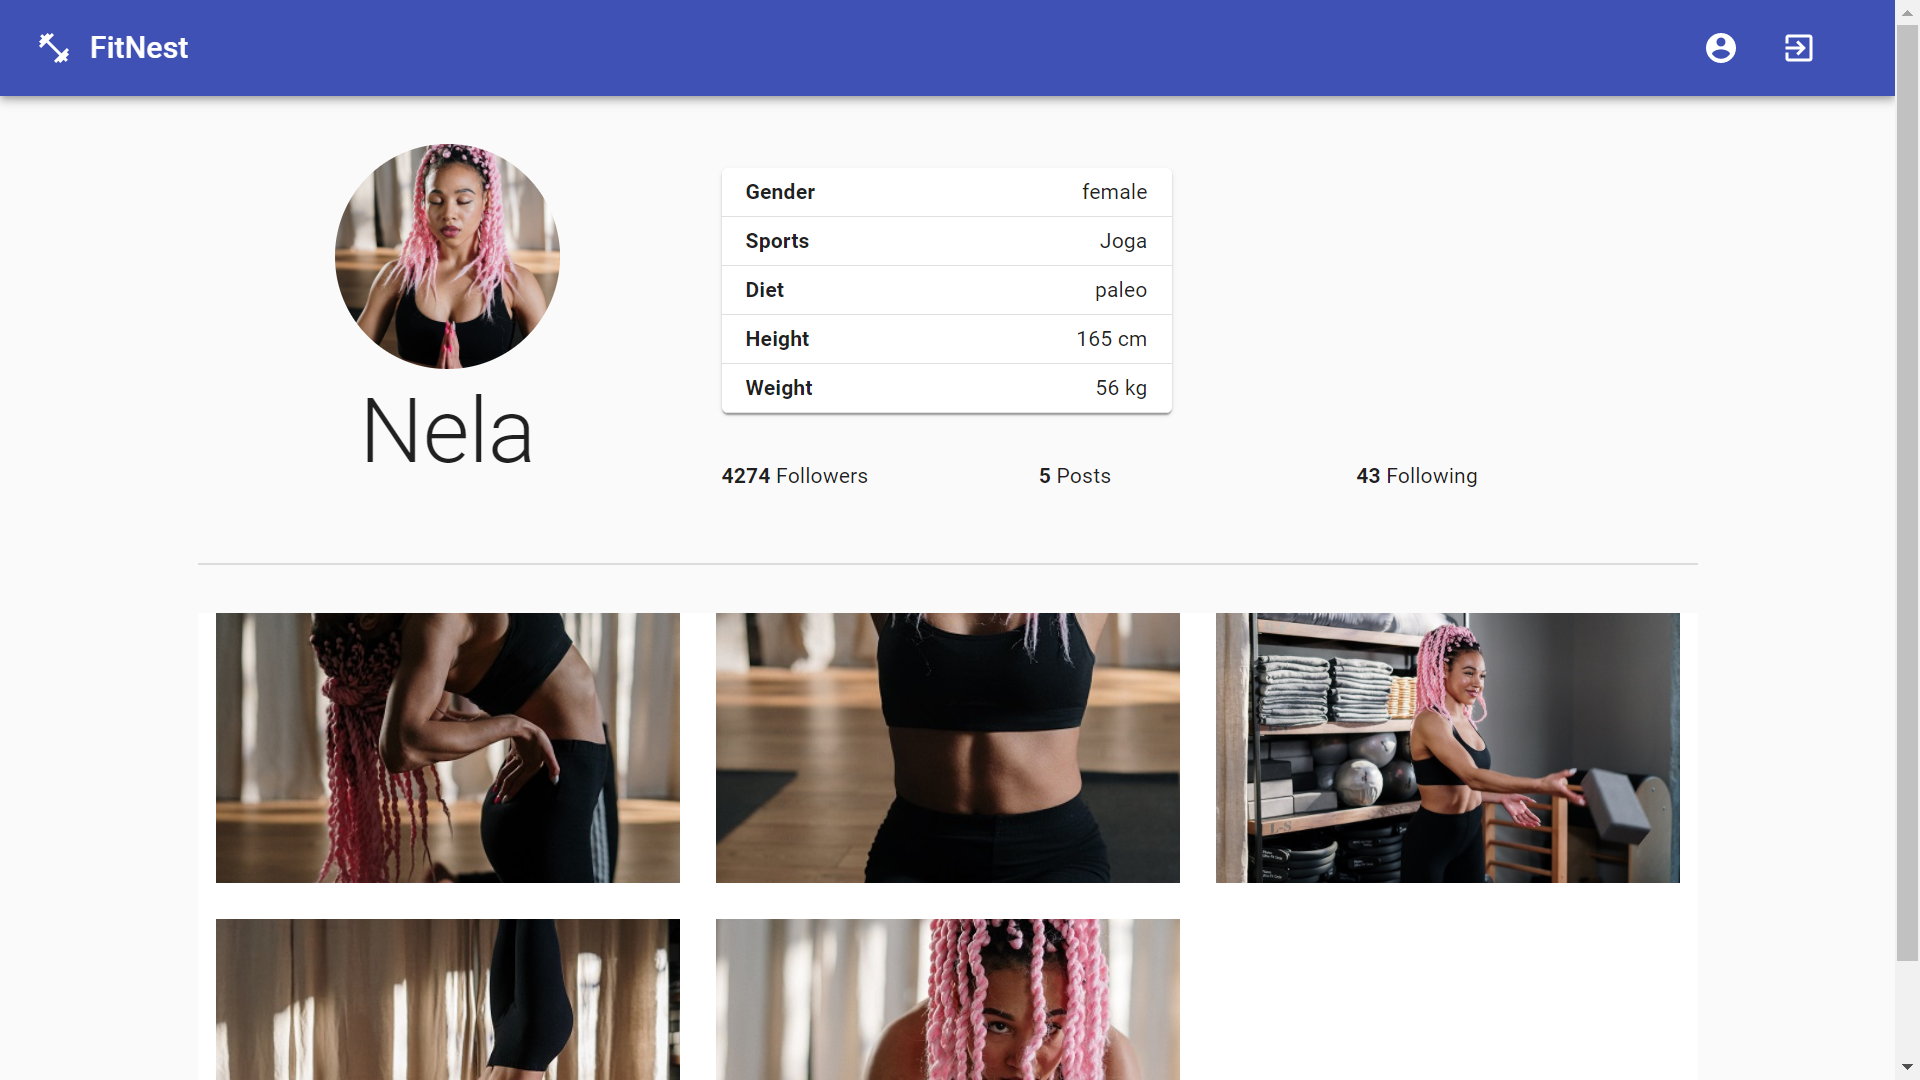 FitNest
Gender female
Sports Joga
Diet paleo
Height 165 cm
Weight 56 kg
Nela
4274 Followers 5 Posts 43 Following
L-S